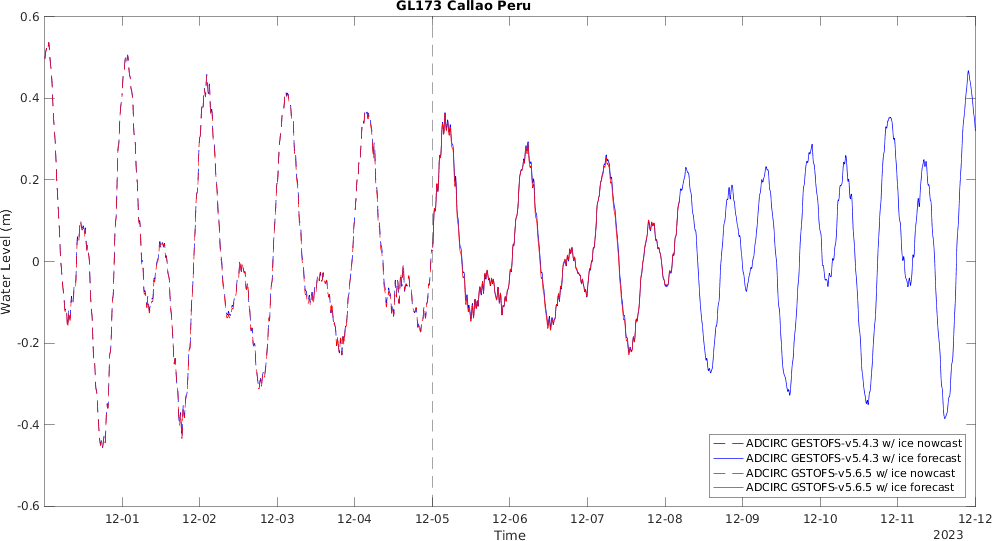 GL173 Callao Peru
0.6
0.4
0.2
0
-0.2
-0.4
-0.6
Water Level (m)
ADCIRC GESTOFS-v5.4.3 w/ ice nowcast
ADCIRC GESTOFS-v5.4.3 w/ ice forecast
ADCIRC GSTOFS-v5.6.5 w/ ice nowcast
ADCIRC GSTOFS-v5.6.5 w/ ice forecast
12-01 12-02 12-03 12-04 12-05 12-06 12-07 12-08 12-09 12-10 12-11 12-12
Time
2023